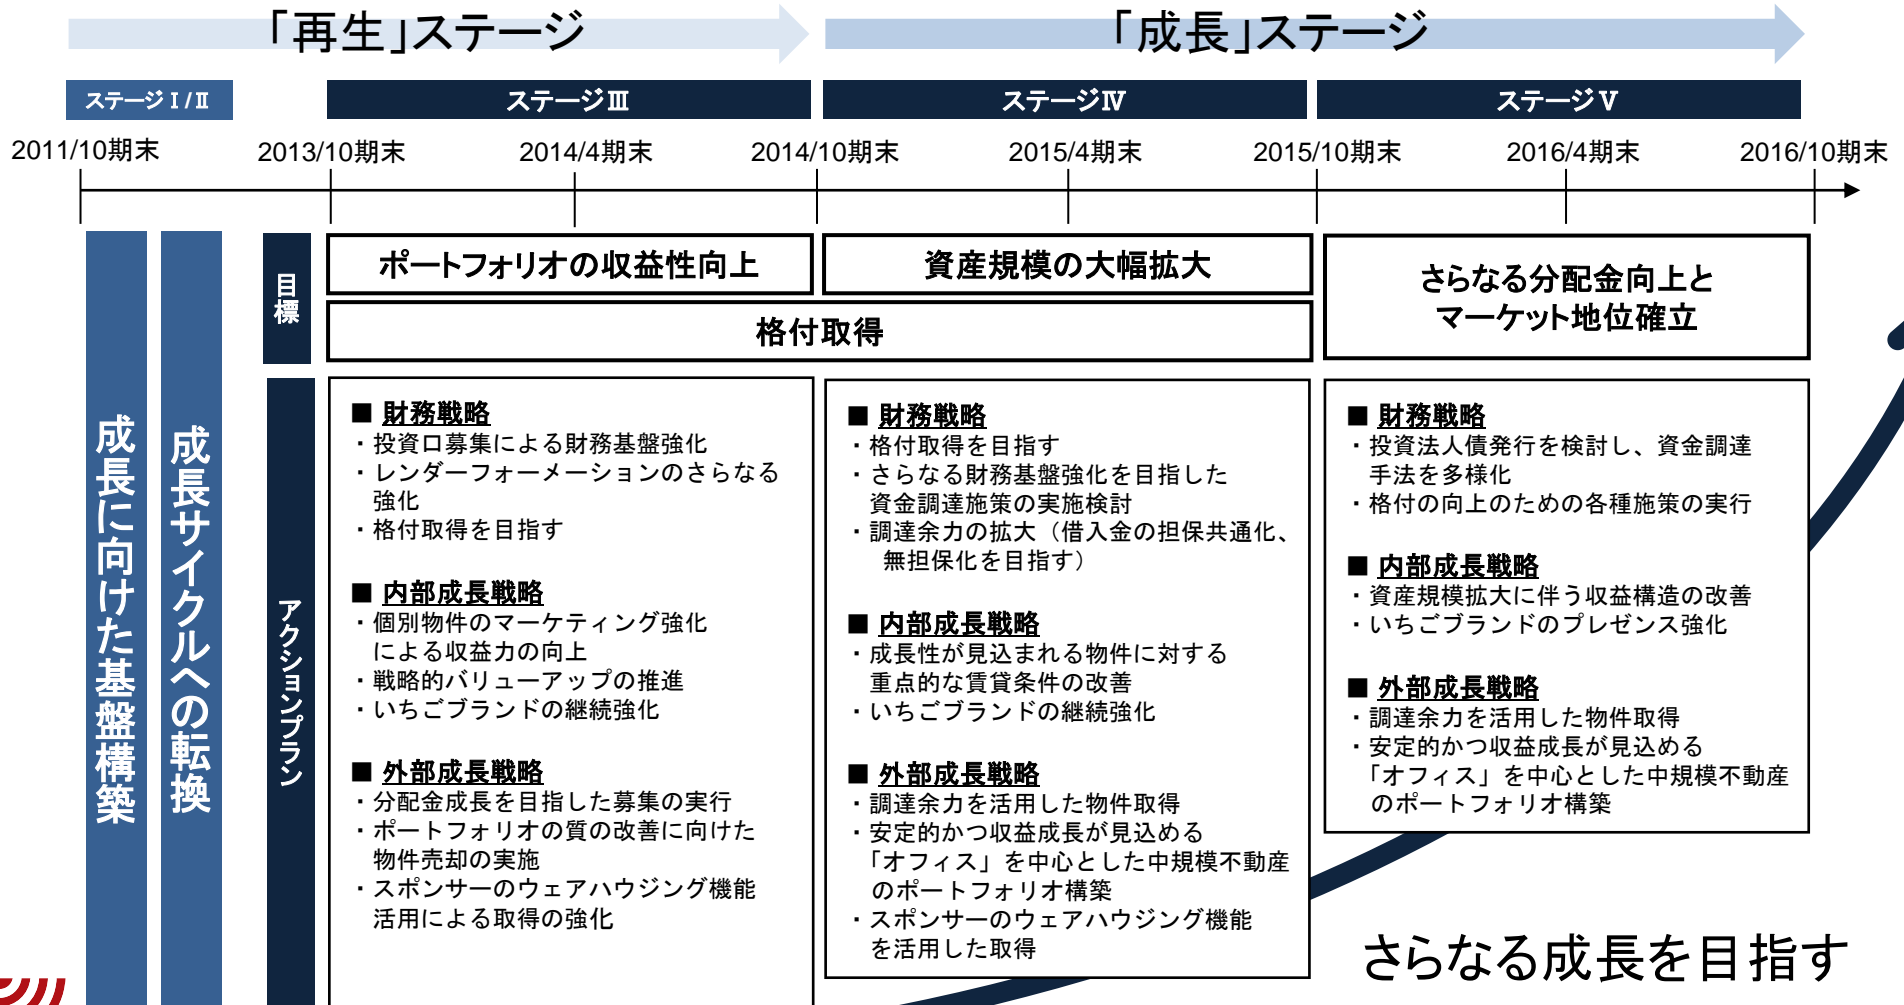 「再生」ステージ
「成長」ステージ
ステージⅠ/Ⅱ
ステージⅢ
ステージⅣ
ステージⅤ
2011/10期末
2013/10期末
2014/4期末
2014/10期末
2015/4期末
2015/10期末
2016/4期末
2016/10期末
成長に向けた基盤構築
成長サイクルへの転換
目標
ポートフォリオの収益性向上
資産規模の大幅拡大
格付取得
さらなる分配金向上と
マーケット地位確立
アクションプラン
■ 財務戦略
・投資口募集による財務基盤強化
・レンダーフォーメーションのさらなる
強化
・格付取得を目指す
■ 内部成長戦略
・個別物件のマーケティング強化
による収益力の向上
・戦略的バリューアップの推進
・いちごブランドの継続強化
■ 外部成長戦略
・分配金成長を目指した募集の実行
・ポートフォリオの質の改善に向けた
物件売却の実施
・スポンサーのウェアハウジング機能
活用による取得の強化
■ 財務戦略
・格付取得を目指す
・さらなる財務基盤強化を目指した
資金調達施策の実施検討
・調達余力の拡大（借入金の担保共通化、
無担保化を目指す）
■ 内部成長戦略
・成長性が見込まれる物件に対する
重点的な賃貸条件の改善
・いちごブランドの継続強化
■ 外部成長戦略
・調達余力を活用した物件取得
・安定的かつ収益成長が見込める
「オフィス」を中心とした中規模不動産
のポートフォリオ構築
・スポンサーのウェアハウジング機能
を活用した取得
■ 財務戦略
・投資法人債発行を検討し、資金調達
手法を多様化
・格付の向上のための各種施策の実行
■ 内部成長戦略
・資産規模拡大に伴う収益構造の改善
・いちごブランドのプレゼンス強化
■ 外部成長戦略
・調達余力を活用した物件取得
・安定的かつ収益成長が見込める
「オフィス」を中心とした中規模不動産
のポートフォリオ構築
さらなる成長を目指す